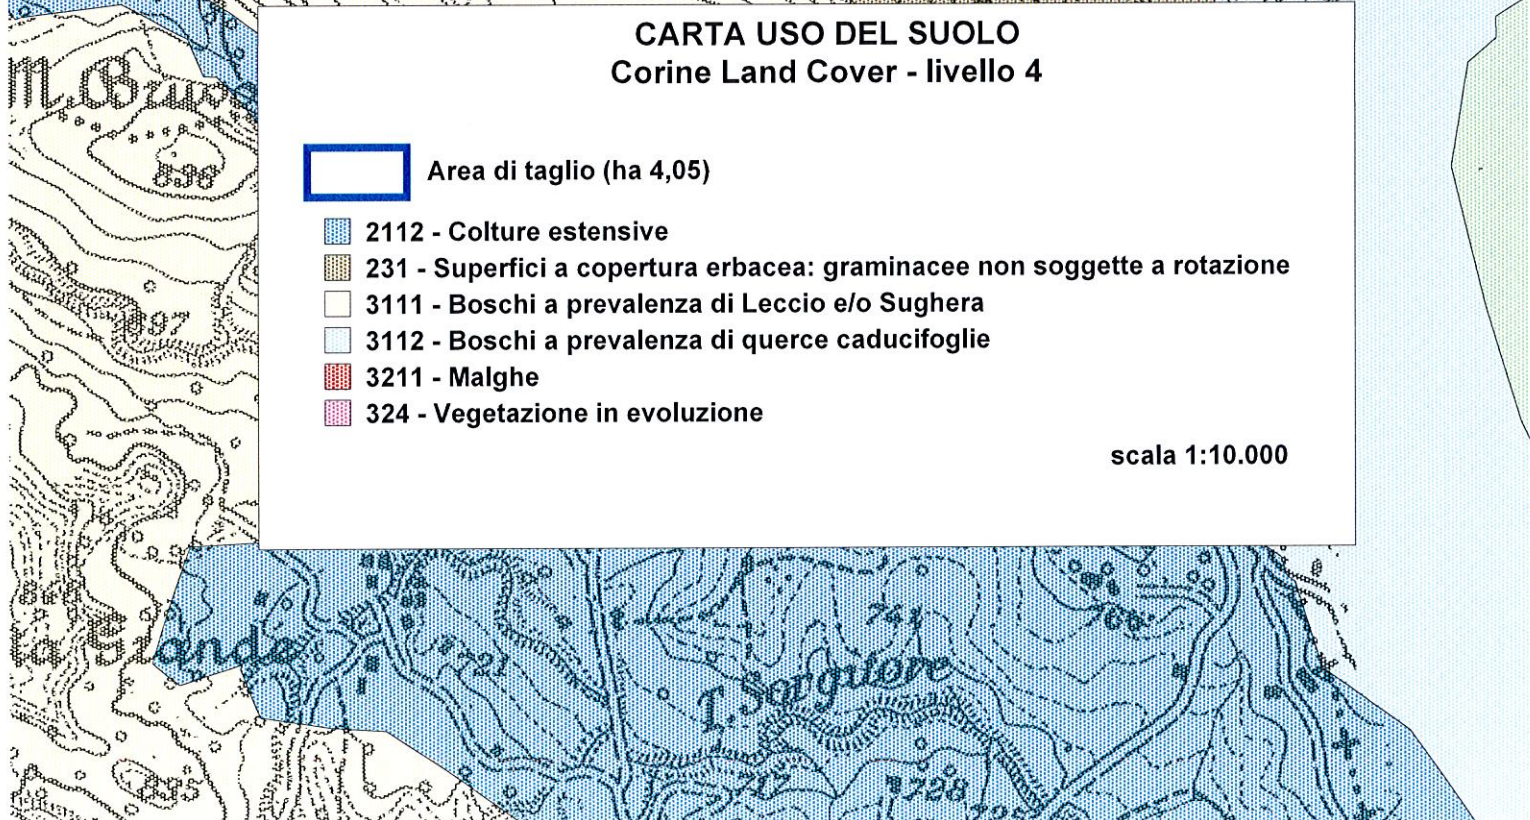 CARTA USO DEL SUOLO
Corine Land Cover - livello 4
Area di taglio (ha 4,05)
2112 - Colture estensive
231 - Superfici a copertura erbacea: graminacee non soggette a rotazione
3111 - Boschi a prevalenza di Leccio e/o Sughera
3112 - Boschi a prevalenza di querce caducifoglie
3211 - Malghe
324 - Vegetazione in evoluzione
scala 1:10.000
741
721
717
728